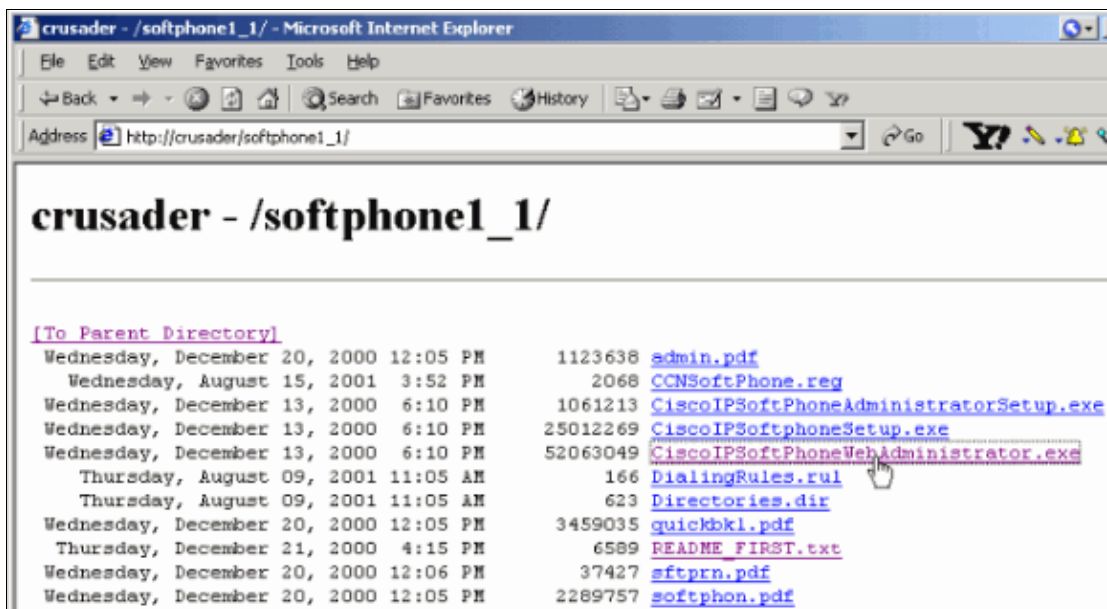 crusader - /softphone1_1/ - Microsoft Internet Explorer
File Edit View Favorites Tools Help
Back Search Favorites History
Address http://crusader/softphone1_1/ Go Y!
crusader - /softphone1_1/
[To Parent Directory]
Wednesday, December 20, 2000 12:05 PM 1123638 admin.pdf
Wednesday, August 15, 2001 3:52 PM 2068 CCNSoftPhone.reg
Wednesday, December 13, 2000 6:10 PM 1061213 CiscoIPSoftPhoneAdministratorSetup.exe
Wednesday, December 13, 2000 6:10 PM 25012269 CiscoIPSoftphoneSetup.exe
Wednesday, December 13, 2000 6:10 PM 52063049 CiscoIPSoftPhoneWebAdministrator.exe
Thursday, August 09, 2001 11:05 AM 166 DialingRules.rul
Thursday, August 09, 2001 11:05 AM 623 Directories.dir
Wednesday, December 20, 2000 12:05 PM 3459035 quickbk1.pdf
Thursday, December 21, 2000 4:15 PM 6589 README_FIRST.txt
Wednesday, December 20, 2000 12:06 PM 37427 sftprn.pdf
Wednesday, December 20, 2000 12:05 PM 2289757 softphon.pdf